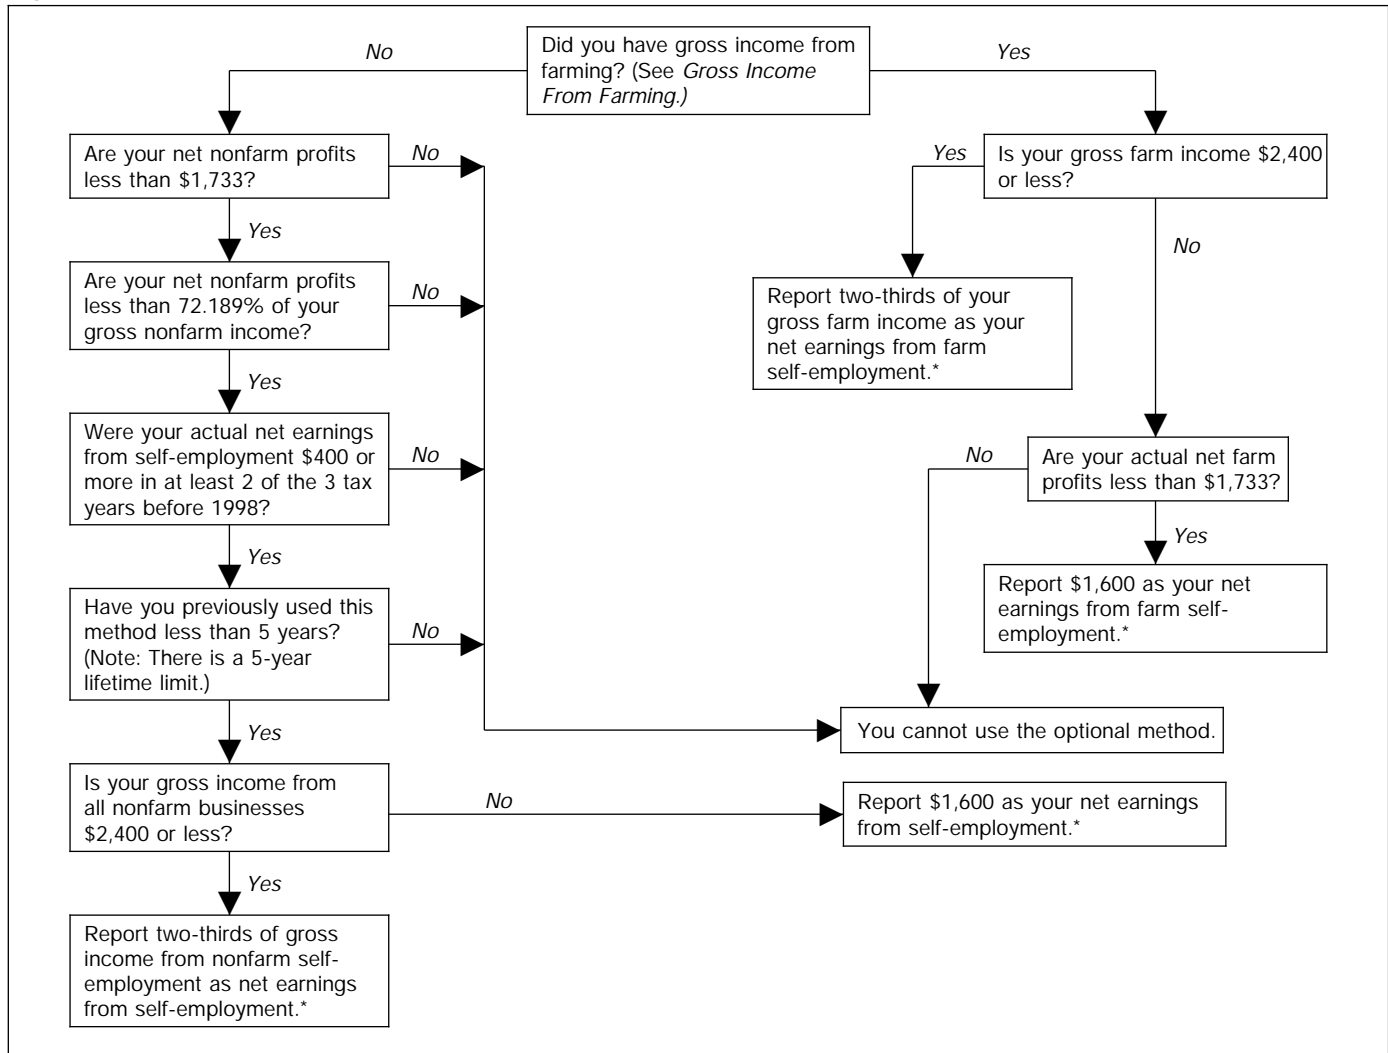 Did you have gross income from
farming? (See Gross Income
From Farming.)
No
Yes
Are your net nonfarm profits
less than $1,733?
No
Yes
Is your gross farm income $2,400
or less?
Yes
No
Are your net nonfarm profits
less than 72.189% of your
gross nonfarm income?
No
Report two-thirds of your
gross farm income as your
net earnings from farm
self-employment.*
Yes
Were your actual net earnings
from self-employment $400 or
more in at least 2 of the 3 tax
years before 1998?
No
No
Are your actual net farm
profits less than $1,733?
Yes
Yes
Have you previously used this
method less than 5 years?
(Note: There is a 5-year
lifetime limit.)
No
Report $1,600 as your net
earnings from farm self-
employment.*
Yes
You cannot use the optional method.
Is your gross income from
all nonfarm businesses
$2,400 or less?
No
Report $1,600 as your net earnings
from self-employment.*
Yes
Report two-thirds of gross
income from nonfarm self-
employment as net earnings
from self-employment.*